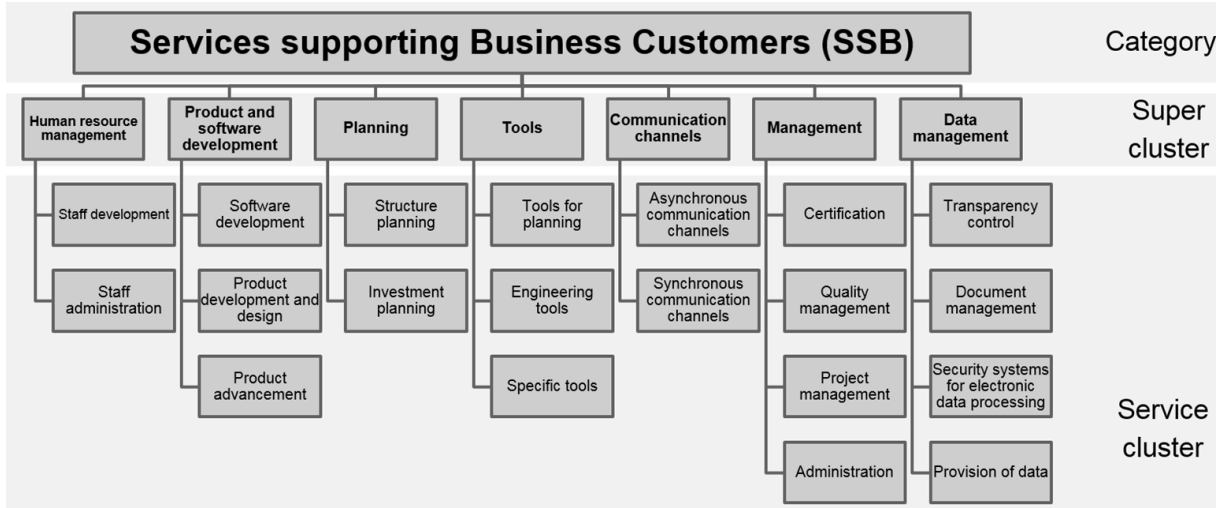 Services supporting Business Customers (SSB)
Category
Human resource
management
Product and
software
development
Planning
Tools
Communication
channels
Management
Data
management
Super
cluster
Staff development
Software
development
Structure
planning
Tools for
planning
Asynchronous
communication
channels
Certification
Transparency
control
Staff
administration
Product
development and
design
Investment
planning
Engineering
tools
Synchronous
communication
channels
Quality
management
Document
management
Product
advancement
Specific tools
Project
management
Security systems
for electronic
data processing
Service
cluster
Administration
Provision of data